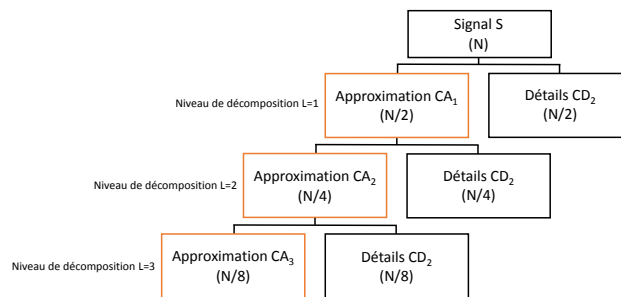 Signal S
(N)
Niveau de décomposition L=1
Approximation CA₁
(N/2)
Détails CD₂
(N/2)
Niveau de décomposition L=2
Approximation CA₂
(N/4)
Détails CD₂
(N/4)
Niveau de décomposition L=3
Approximation CA₃
(N/8)
Détails CD₂
(N/8)